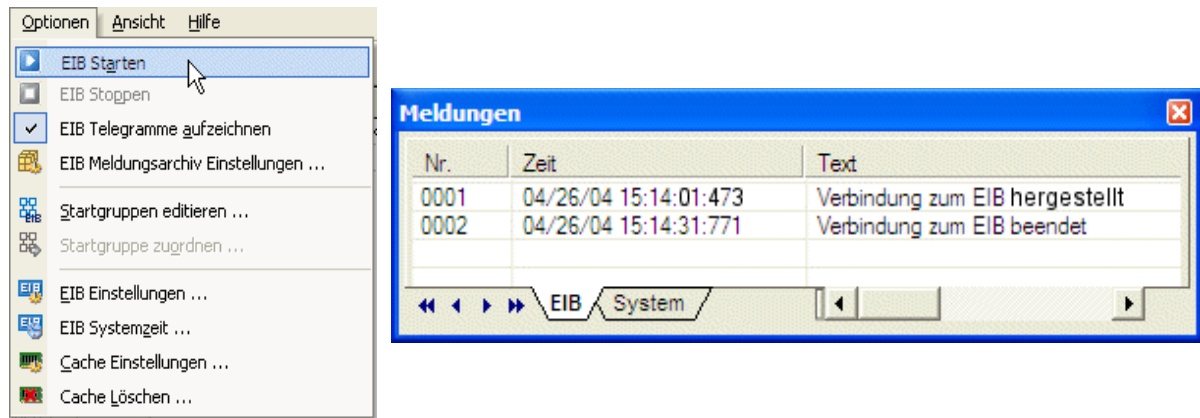 Optionen Ansicht Hilfe
EIB Starten
EIB Stoppen
EIB Telegramme aufzeichnen
EIB Meldungsarchiv Einstellungen ...
Startgruppen editieren ...
Startgruppe zuordnen ...
EIB Einstellungen ...
EIB Systemzeit ...
Cache Einstellungen ...
Cache Löschen ...
Meldungen
Nr. Zeit Text
0001 04/26/04 15:14:01:473 Verbindung zum EIB hergestellt
0002 04/26/04 15:14:31:771 Verbindung zum EIB beendet
EIB System